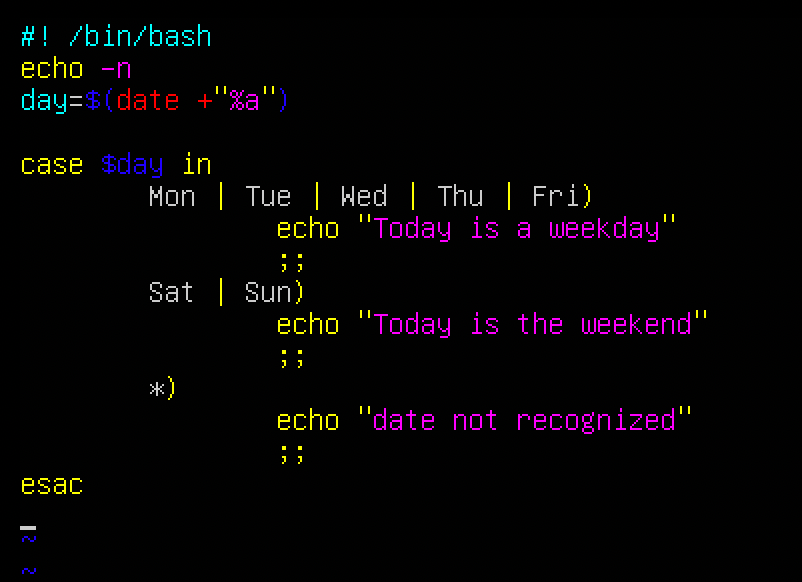 #! /bin/bash
echo -n
day=$(date +"%a")

case $day in
        Mon | Tue | Wed | Thu | Fri)
                echo "Today is a weekday"
                ;;
        Sat | Sun)
                echo "Today is the weekend"
                ;;
        *)
                echo "date not recognized"
                ;;
esac

~
~